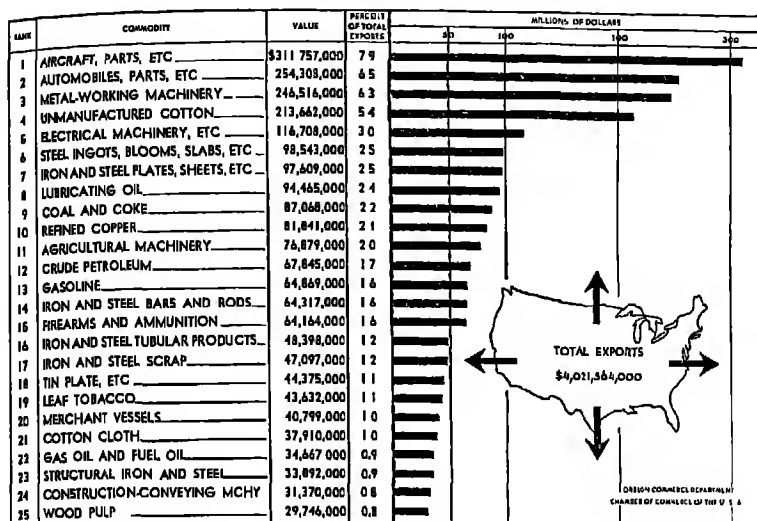 RANK COMMODITY VALUE PERCENT OF TOTAL EXPORTS MILLIONS OF DOLLARS
50 100 200 300
1 AIRCRAFT, PARTS, ETC $311 757,000 7 9
2 AUTOMOBILES, PARTS, ETC 254,308,000 6 5
3 METAL-WORKING MACHINERY 246,516,000 6 3
4 UNMANUFACTURED COTTON 213,662,000 5 4
5 ELECTRICAL MACHINERY, ETC 116,708,000 3 0
6 STEEL INGOTS, BLOOMS, SLABS, ETC 98,543,000 2 5
7 IRON AND STEEL PLATES, SHEETS, ETC 97,609,000 2 5
8 LUBRICATING OIL 94,465,000 2 4
9 COAL AND COKE 87,068,000 2 2
10 REFINED COPPER 81,841,000 2 1
11 AGRICULTURAL MACHINERY 76,879,000 2 0
12 CRUDE PETROLEUM 67,845,000 1 7
13 GASOLINE 64,869,000 1 6
14 IRON AND STEEL BARS AND RODS 64,317,000 1 6
15 FIREARMS AND AMMUNITION 64,164,000 1 6
16 IRON AND STEEL TUBULAR PRODUCTS 48,398,000 1 2
17 IRON AND STEEL SCRAP 47,097,000 1 2
18 TIN PLATE, ETC 44,375,000 1 1
19 LEAF TOBACCO 43,632,000 1 1
20 MERCHANT VESSELS 40,799,000 1 0
21 COTTON CLOTH 37,910,000 1 0
22 GAS OIL AND FUEL OIL 34,667 000 0.9
23 STRUCTURAL IRON AND STEEL 33,892,000 0.9
24 CONSTRUCTION-CONVEYING MCHY 31,370,000 0 8
25 WOOD PULP 29,746,000 0.8
TOTAL EXPORTS
$4,021,564,000
FOREIGN COMMERCE DEPARTMENT
CHAMBER OF COMMERCE OF THE U S A